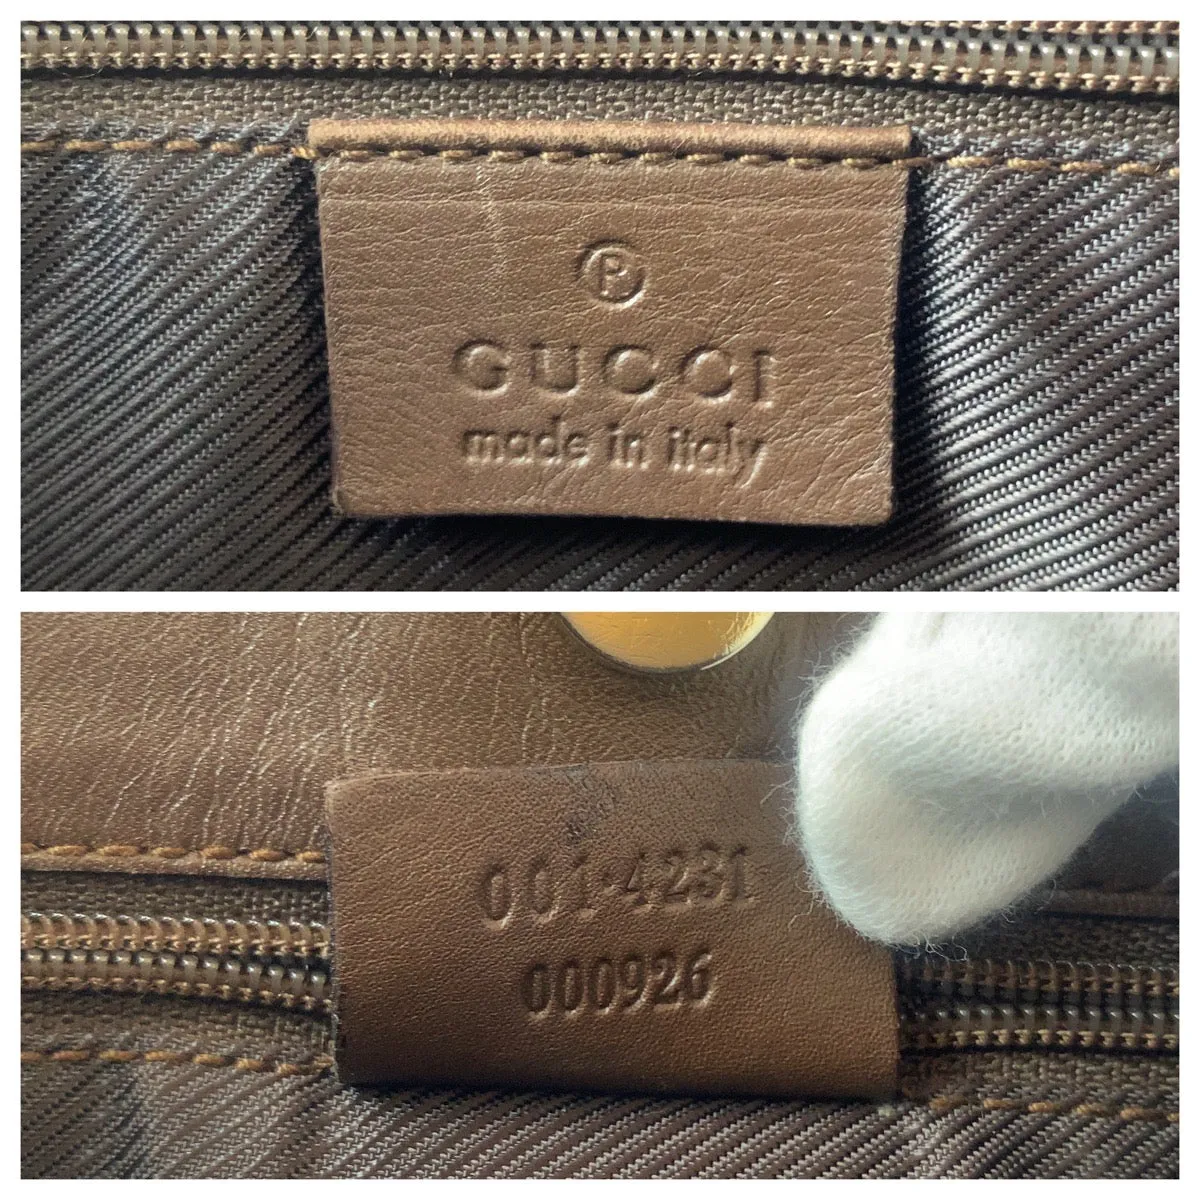 Ⓟ
GUCCI
made in italy
001·4231
000926